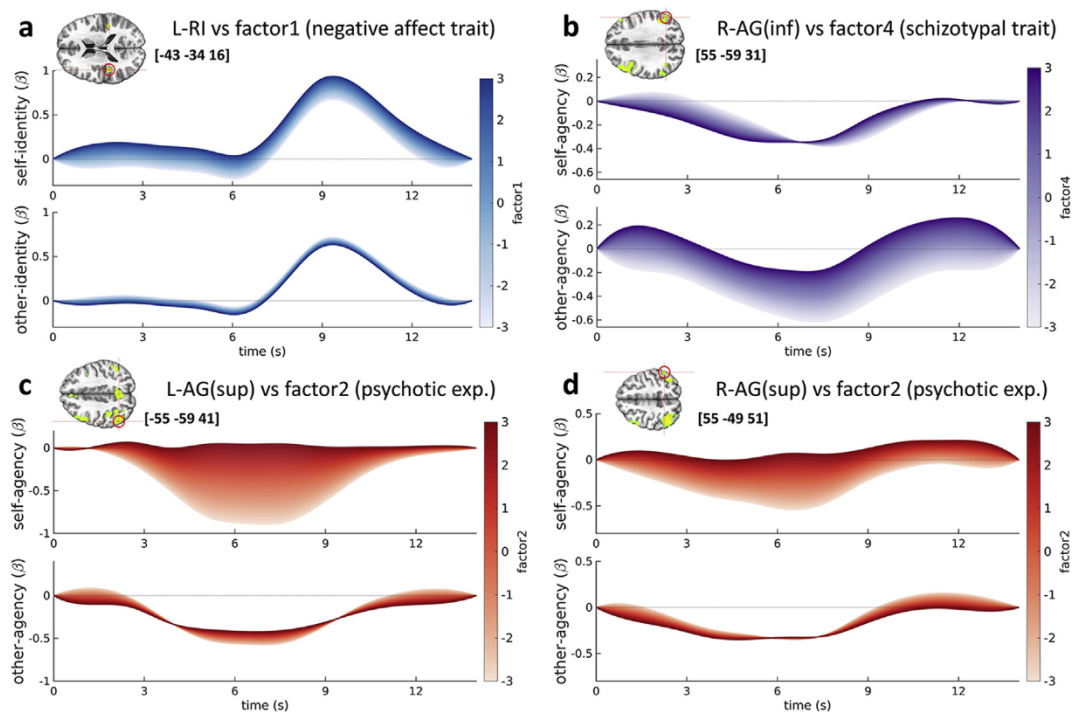 a
L-RI vs factor1 (negative affect trait)
[-43 -34 16]
self-identity (β)
1
0.5
0
0 3 6 9 12
other-identity (β)
1
0.5
0
0 3 6 9 12
time (s)
3
2
1
0
-1
-2
-3
factor1
b
R-AG(inf) vs factor4 (schizotypal trait)
[55 -59 31]
self-agency (β)
0.2
0
-0.2
-0.4
-0.6
0 3 6 9 12
other-agency (β)
0.2
0
-0.2
-0.4
-0.6
0 3 6 9 12
time (s)
3
2
1
0
-1
-2
-3
factor4
c
L-AG(sup) vs factor2 (psychotic exp.)
[-55 -59 41]
self-agency (β)
0
-0.5
-1
0 3 6 9 12
other-agency (β)
0
-0.5
-1
0 3 6 9 12
time (s)
3
2
1
0
-1
-2
-3
factor2
d
R-AG(sup) vs factor2 (psychotic exp.)
[55 -49 51]
self-agency (β)
0.5
0
-0.5
0 3 6 9 12
other-agency (β)
0.5
0
-0.5
0 3 6 9 12
time (s)
3
2
1
0
-1
-2
-3
factor2